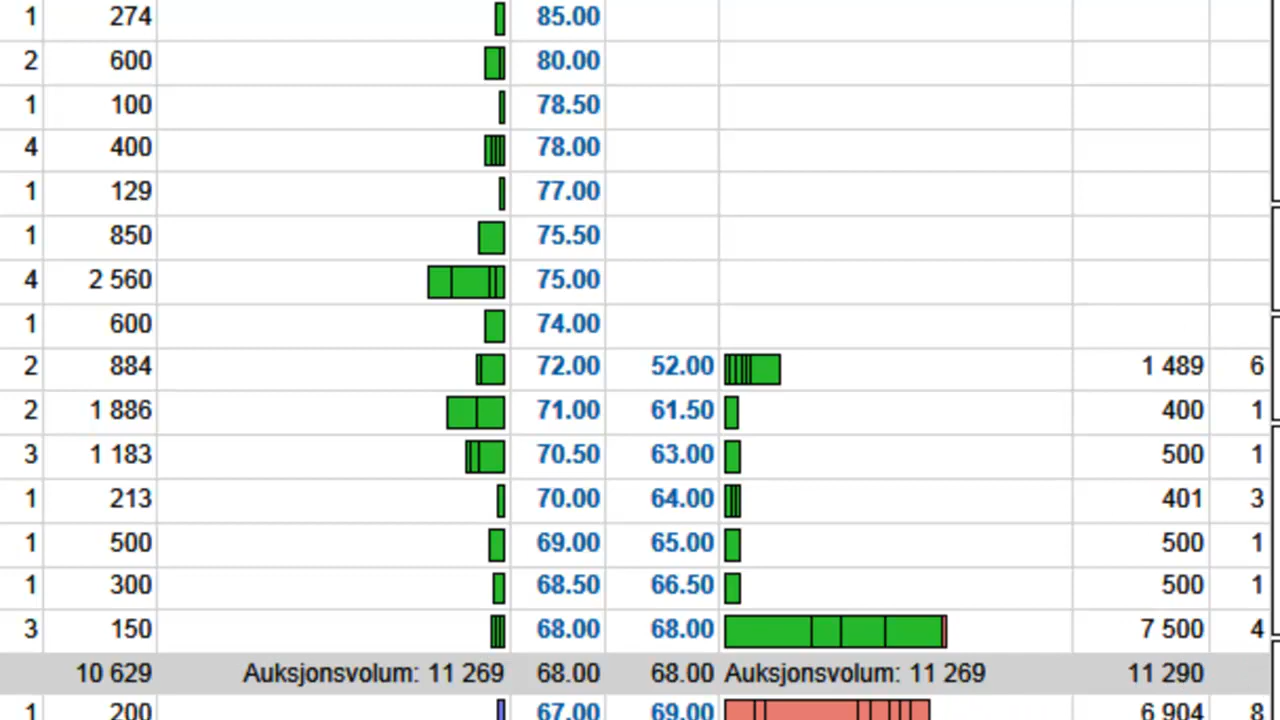 1 274 85.00
2 600 80.00
1 100 78.50
4 400 78.00
1 129 77.00
1 850 75.50
4 2 560 75.00
1 600 74.00
2 884 72.00 52.00 1 489 6
2 1 886 71.00 61.50 400 1
3 1 183 70.50 63.00 500 1
1 213 70.00 64.00 401 3
1 500 69.00 65.00 500 1
1 300 68.50 66.50 500 1
3 150 68.00 68.00 7 500 4
10 629 Auksjonsvolum: 11 269 68.00 68.00 Auksjonsvolum: 11 269 11 290
1 200 67.00 69.00 6 904 8